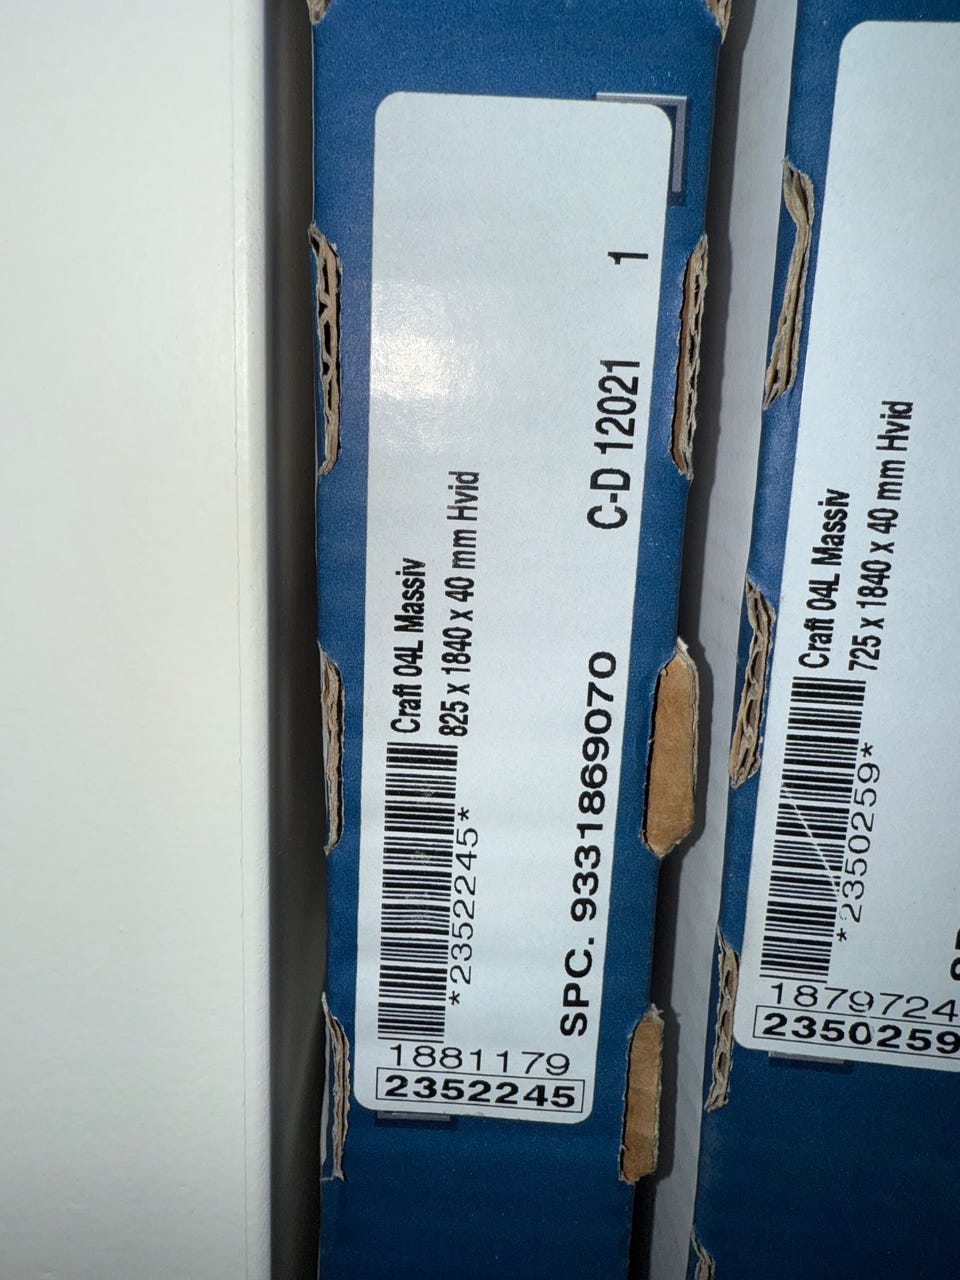 Craft 04L Massiv
825 x 1840 x 40 mm Hvid
*2352245*
SPC. 9331869070 C-D 12021 1
1881179
2352245
Craft 04L Massiv
725 x 1840 x 40 mm Hvid
*2350259*
1879724
2350259